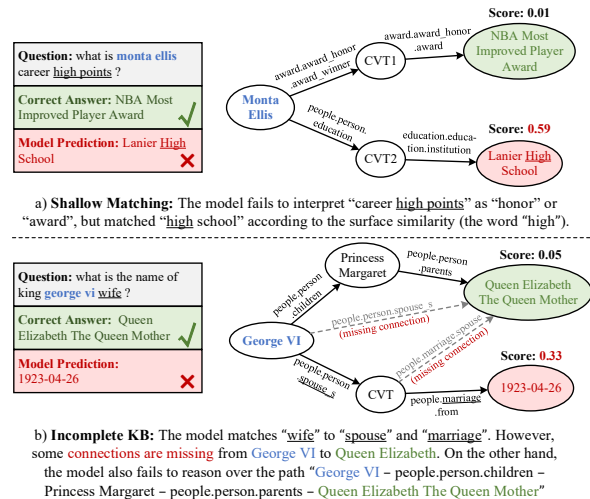 Question: what is monta ellis
career high points ?
Correct Answer: NBA Most
Improved Player Award
Model Prediction: Lanier High
School
Score: 0.01
NBA Most
Improved Player
Award
award.award_honor
.award_winner
award.award_honor
.award
CVT1
Monta
Ellis
people.person.
education
CVT2
education.educa-
tion.institution
Score: 0.59
Lanier High
School
a) Shallow Matching: The model fails to interpret “career high points” as “honor” or
“award”, but matched “high school” according to the surface similarity (the word “high”).
Question: what is the name of
king george vi wife ?
Correct Answer: Queen
Elizabeth The Queen Mother
Model Prediction:
1923-04-26
Princess
Margaret
people.person
.children
people.person
.parents
Score: 0.05
Queen Elizabeth
The Queen Mother
people.person.spouse_s
(missing connection)
George VI
people.marriage.spouse
(missing connection)
people.person
.spouse_s
CVT
people.marriage
.from
Score: 0.33
1923-04-26
b) Incomplete KB: The model matches “wife” to “spouse” and “marriage”. However,
some connections are missing from George VI to Queen Elizabeth. On the other hand,
the model also fails to reason over the path “George VI – people.person.children –
Princess Margaret – people.person.parents – Queen Elizabeth The Queen Mother”